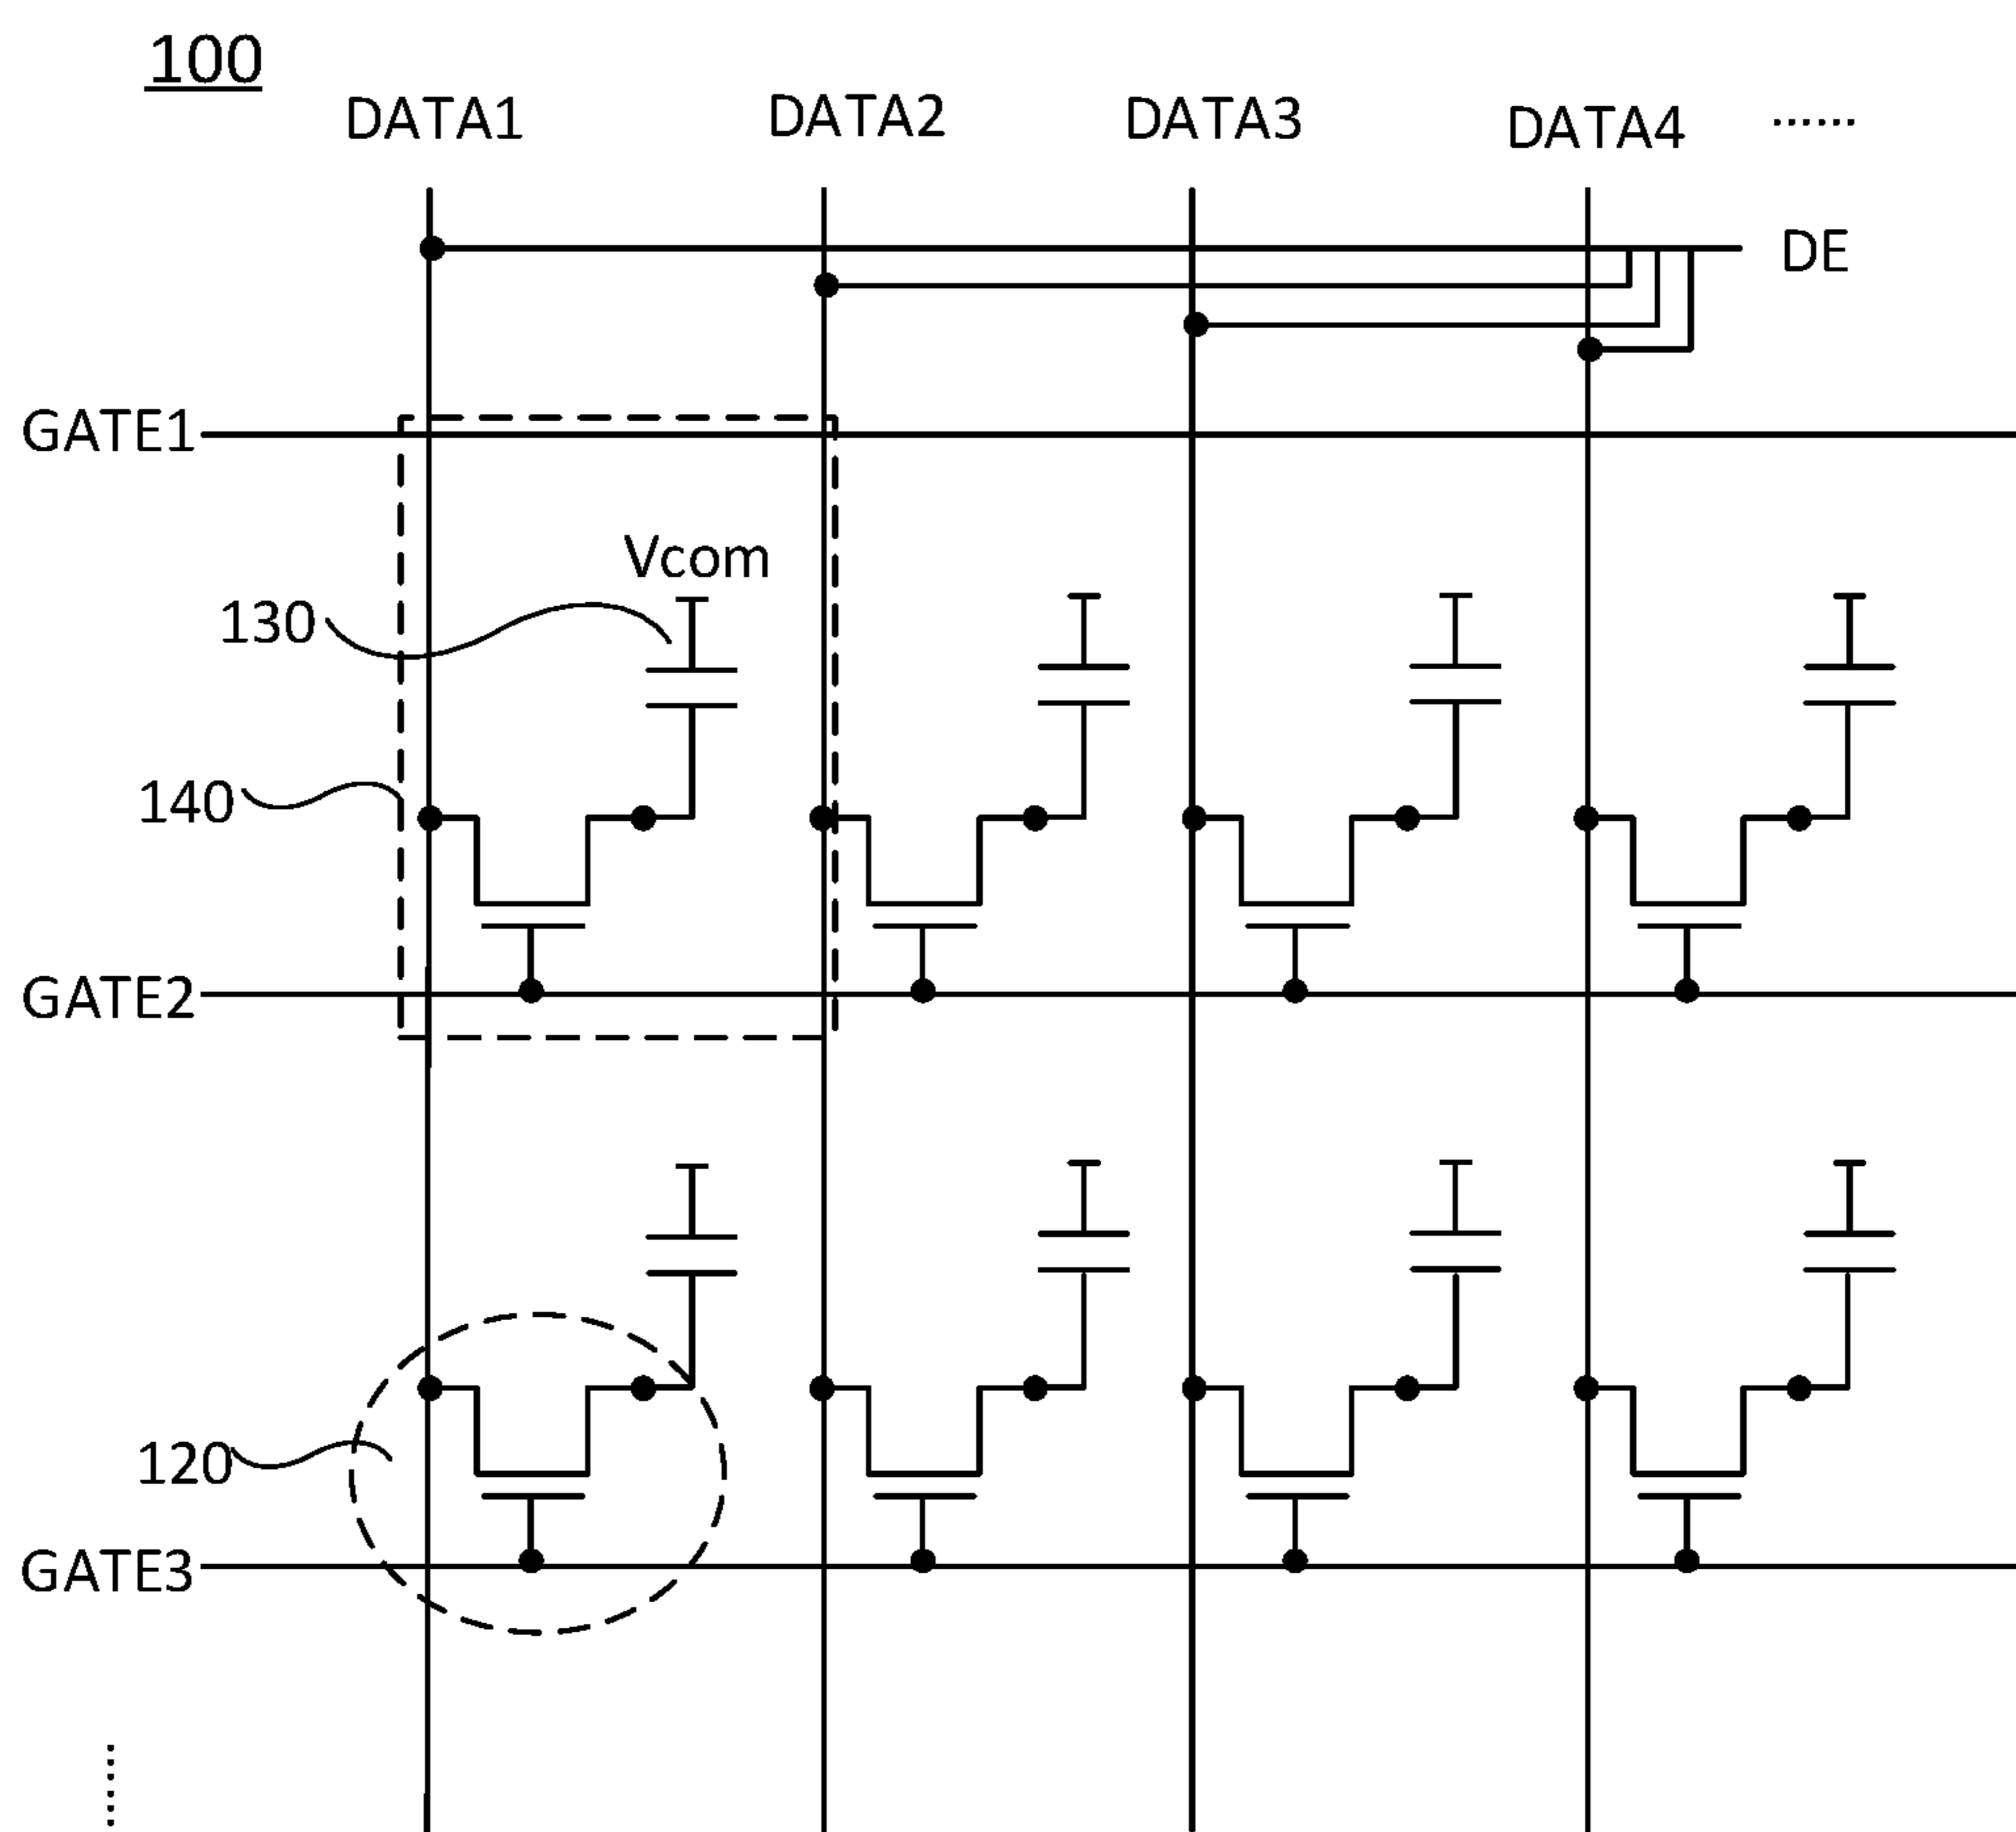 100
DATA1 DATA2 DATA3 DATA4 ......
DE
GATE1
Vcom
130
140
GATE2
120
GATE3
......